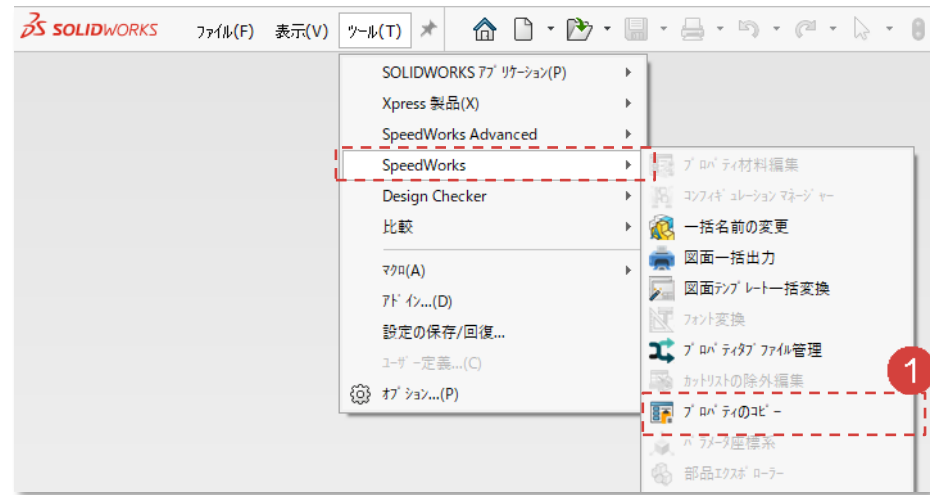 SOLIDWORKS ファイル(F) 表示(V) ツール(T)
SOLIDWORKS アプリケーション(P)
Xpress 製品(X)
SpeedWorks Advanced
SpeedWorks
Design Checker
比較
マクロ(A)
アドイン...(D)
設定の保存/回復...
ユーザー定義...(C)
オプション...(P)
プロパティ材料編集
コンフィギュレーション マネージャー
一括名前の変更
図面一括出力
図面テンプレート一括変換
フォント変換
プロパティタブファイル管理
カットリストの除外編集
1
プロパティのコピー
パラメータ座標系
部品エクスポローラー